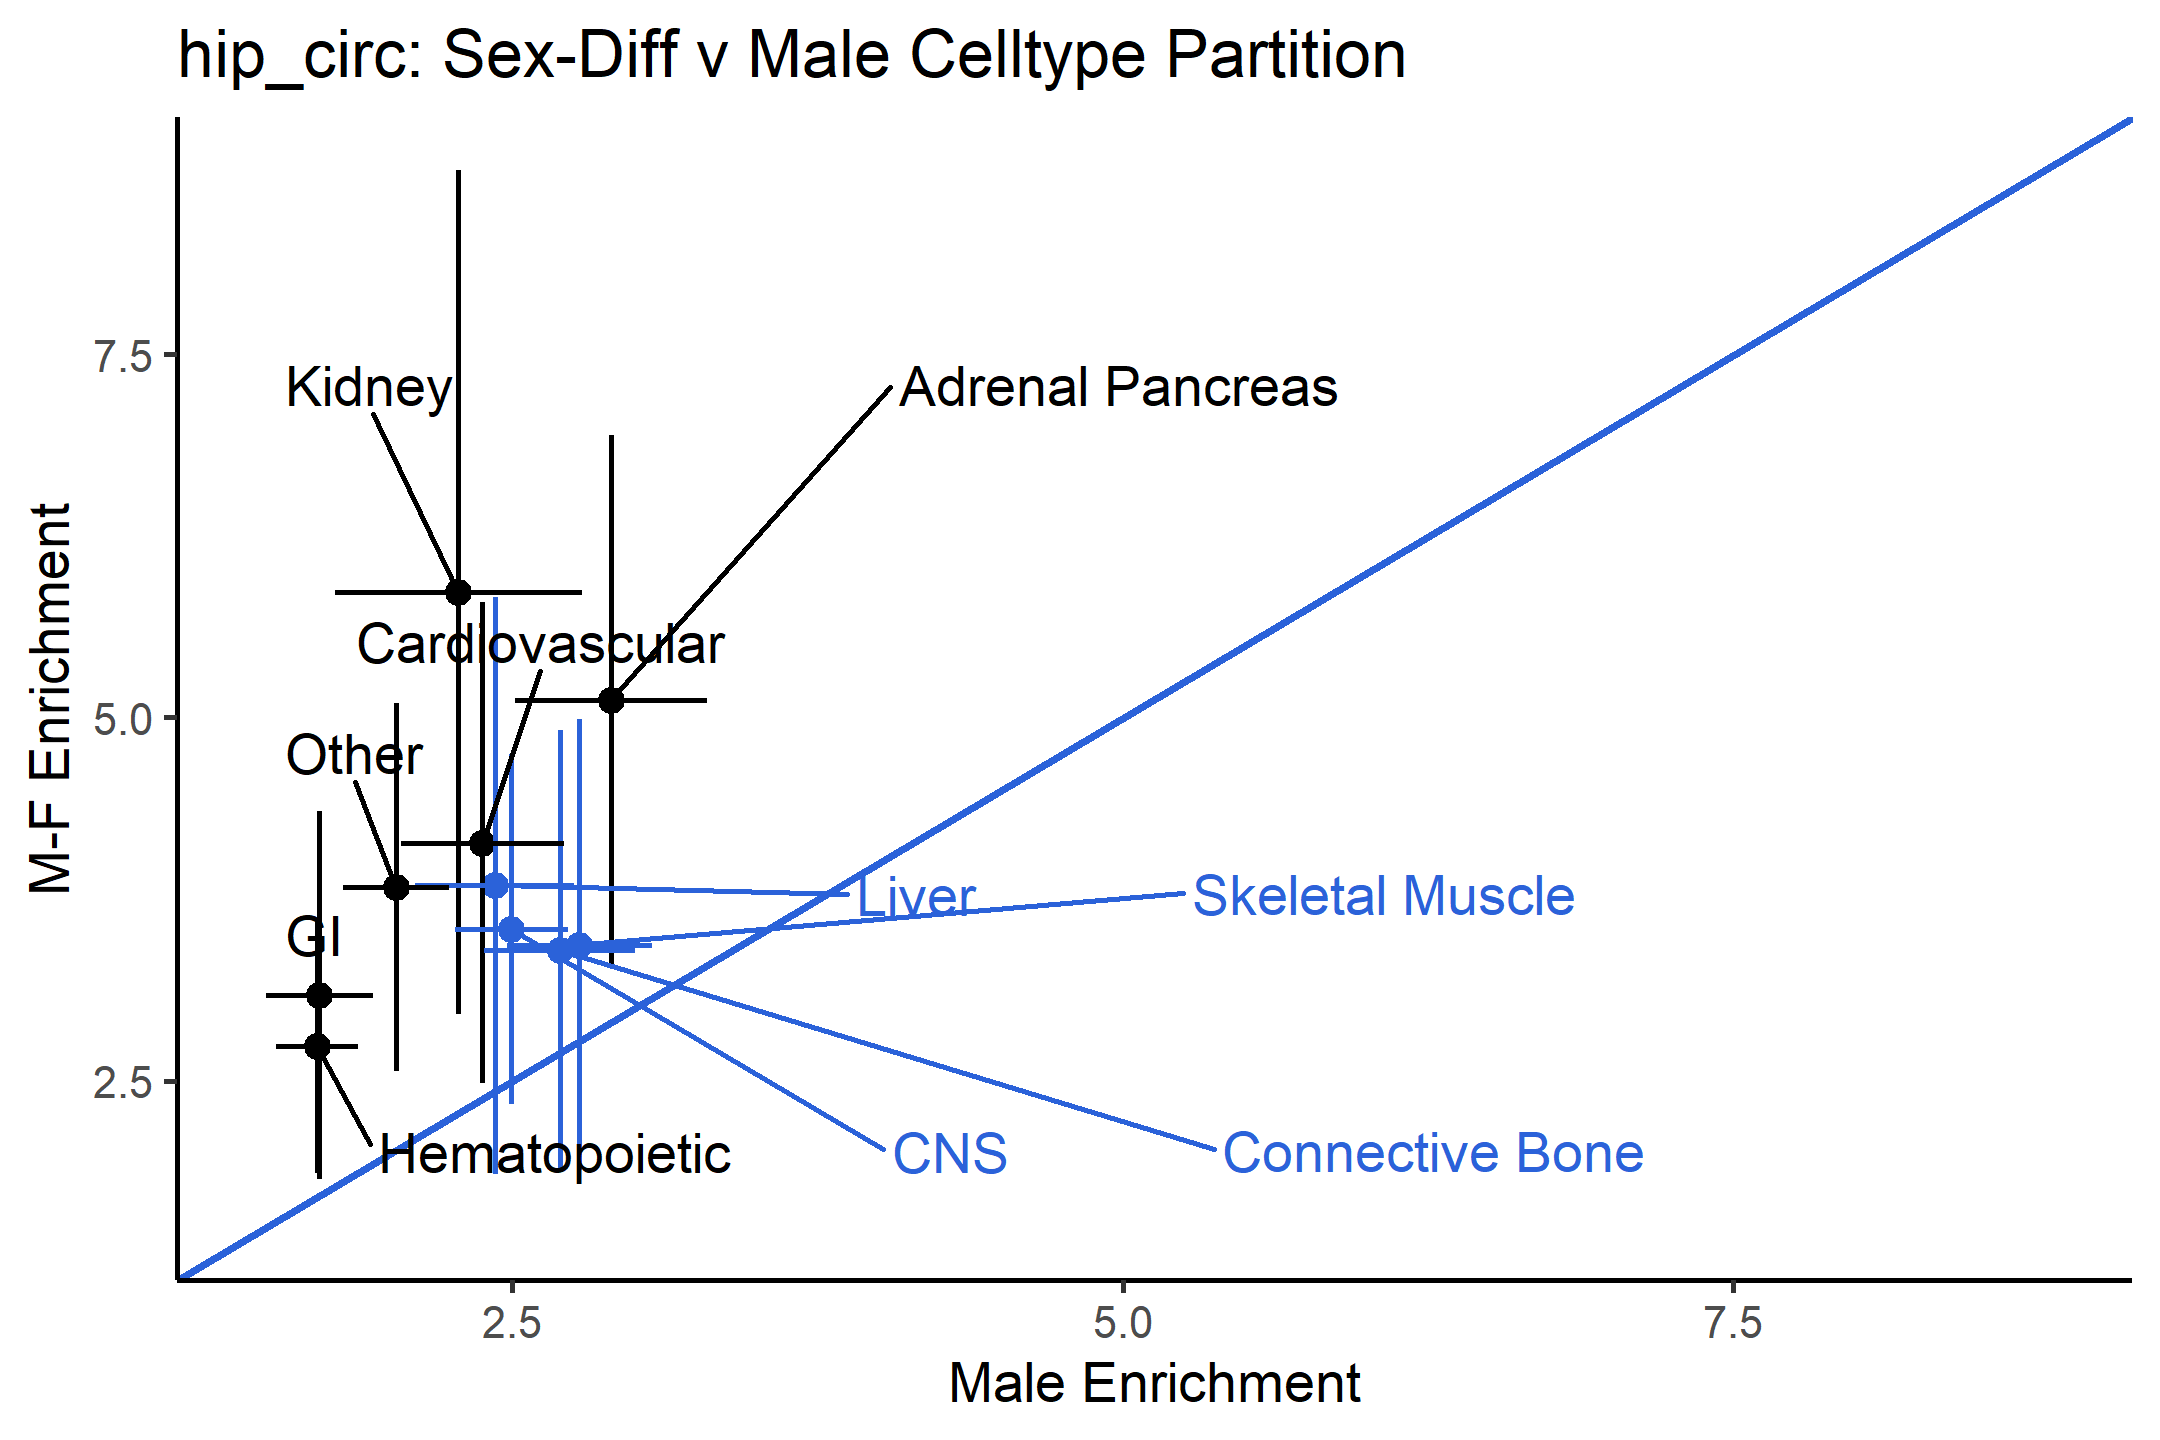 hip_circ: Sex-Diff v Male Celltype Partition
M-F Enrichment
7.5
5.0
2.5
Kidney
Adrenal Pancreas
Cardiovascular
Other
Liver
Skeletal Muscle
GI
Hematopoietic
CNS
Connective Bone
2.5
5.0
7.5
Male Enrichment